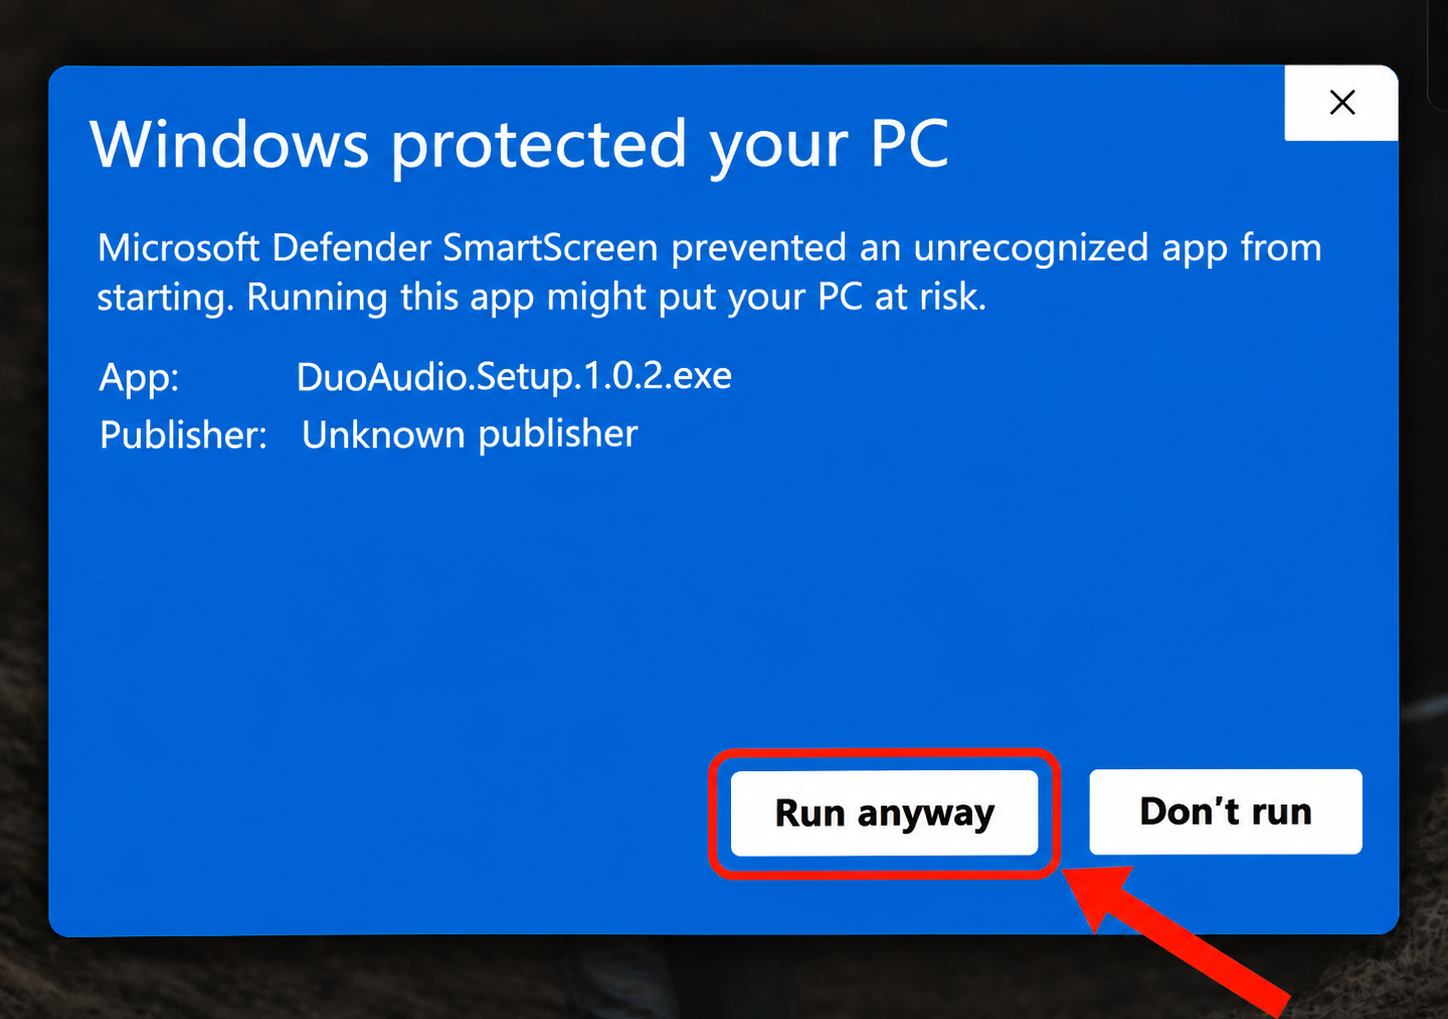 Windows protected your PC
Microsoft Defender SmartScreen prevented an unrecognized app from
starting. Running this app might put your PC at risk.
App: DuoAudio.Setup.1.0.2.exe
Publisher: Unknown publisher
Run anyway Don’t run